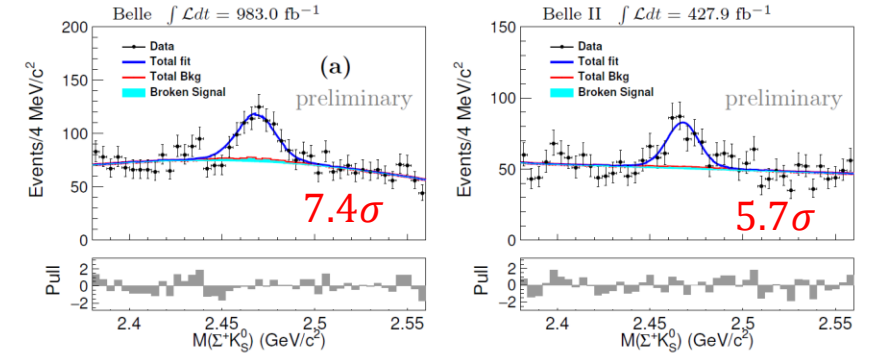 Belle ∫ Ldt = 983.0 fb⁻¹
200
150
100
50
0
Events/4 MeV/c²
Data
Total fit
Total Bkg
Broken Signal
(a)
preliminary
7.4σ
2
0
−2
Pull
2.4 2.45 2.5 2.55
M(Σ⁺K⁰_S) (GeV/c²)
Belle II ∫ Ldt = 427.9 fb⁻¹
150
100
50
0
Events/4 MeV/c²
Data
Total fit
Total Bkg
Broken Signal
preliminary
5.7σ
2
0
−2
Pull
2.4 2.45 2.5 2.55
M(Σ⁺K⁰_S) (GeV/c²)